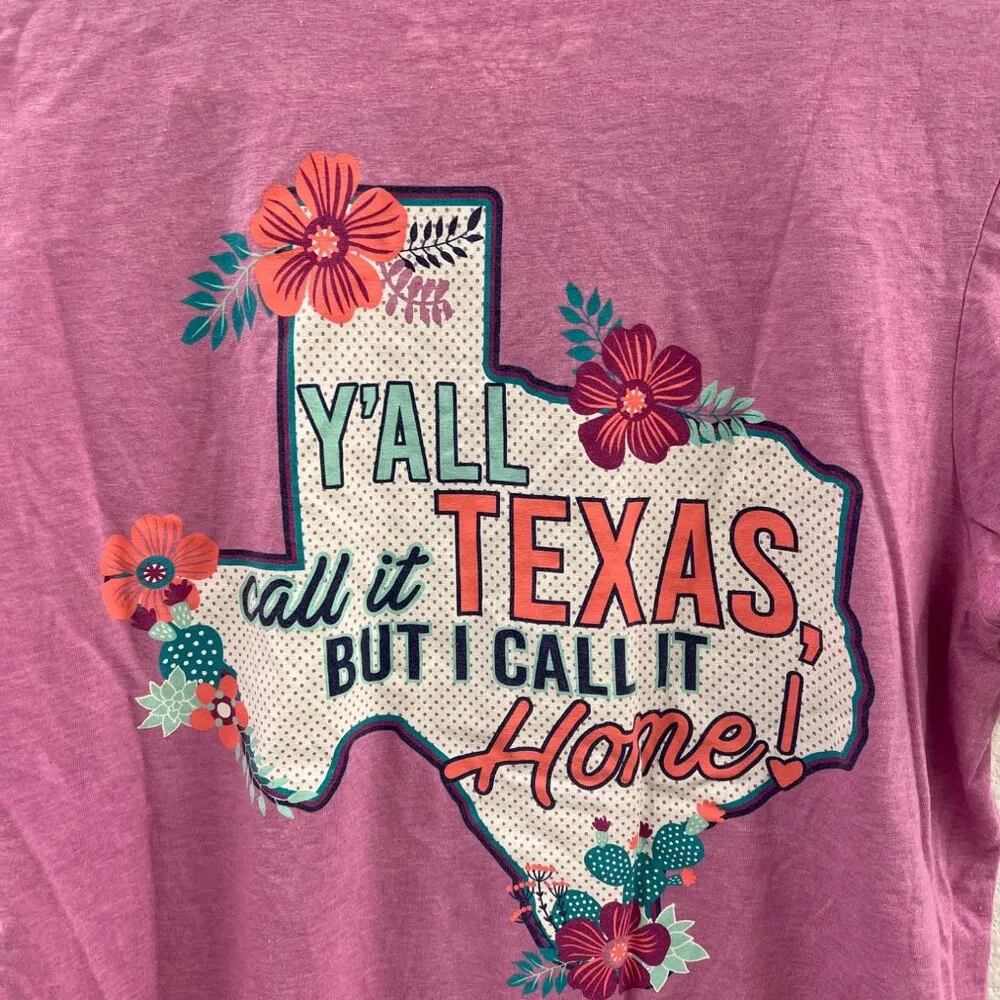 Y'ALL
call it TEXAS,
BUT I CALL IT
Home!